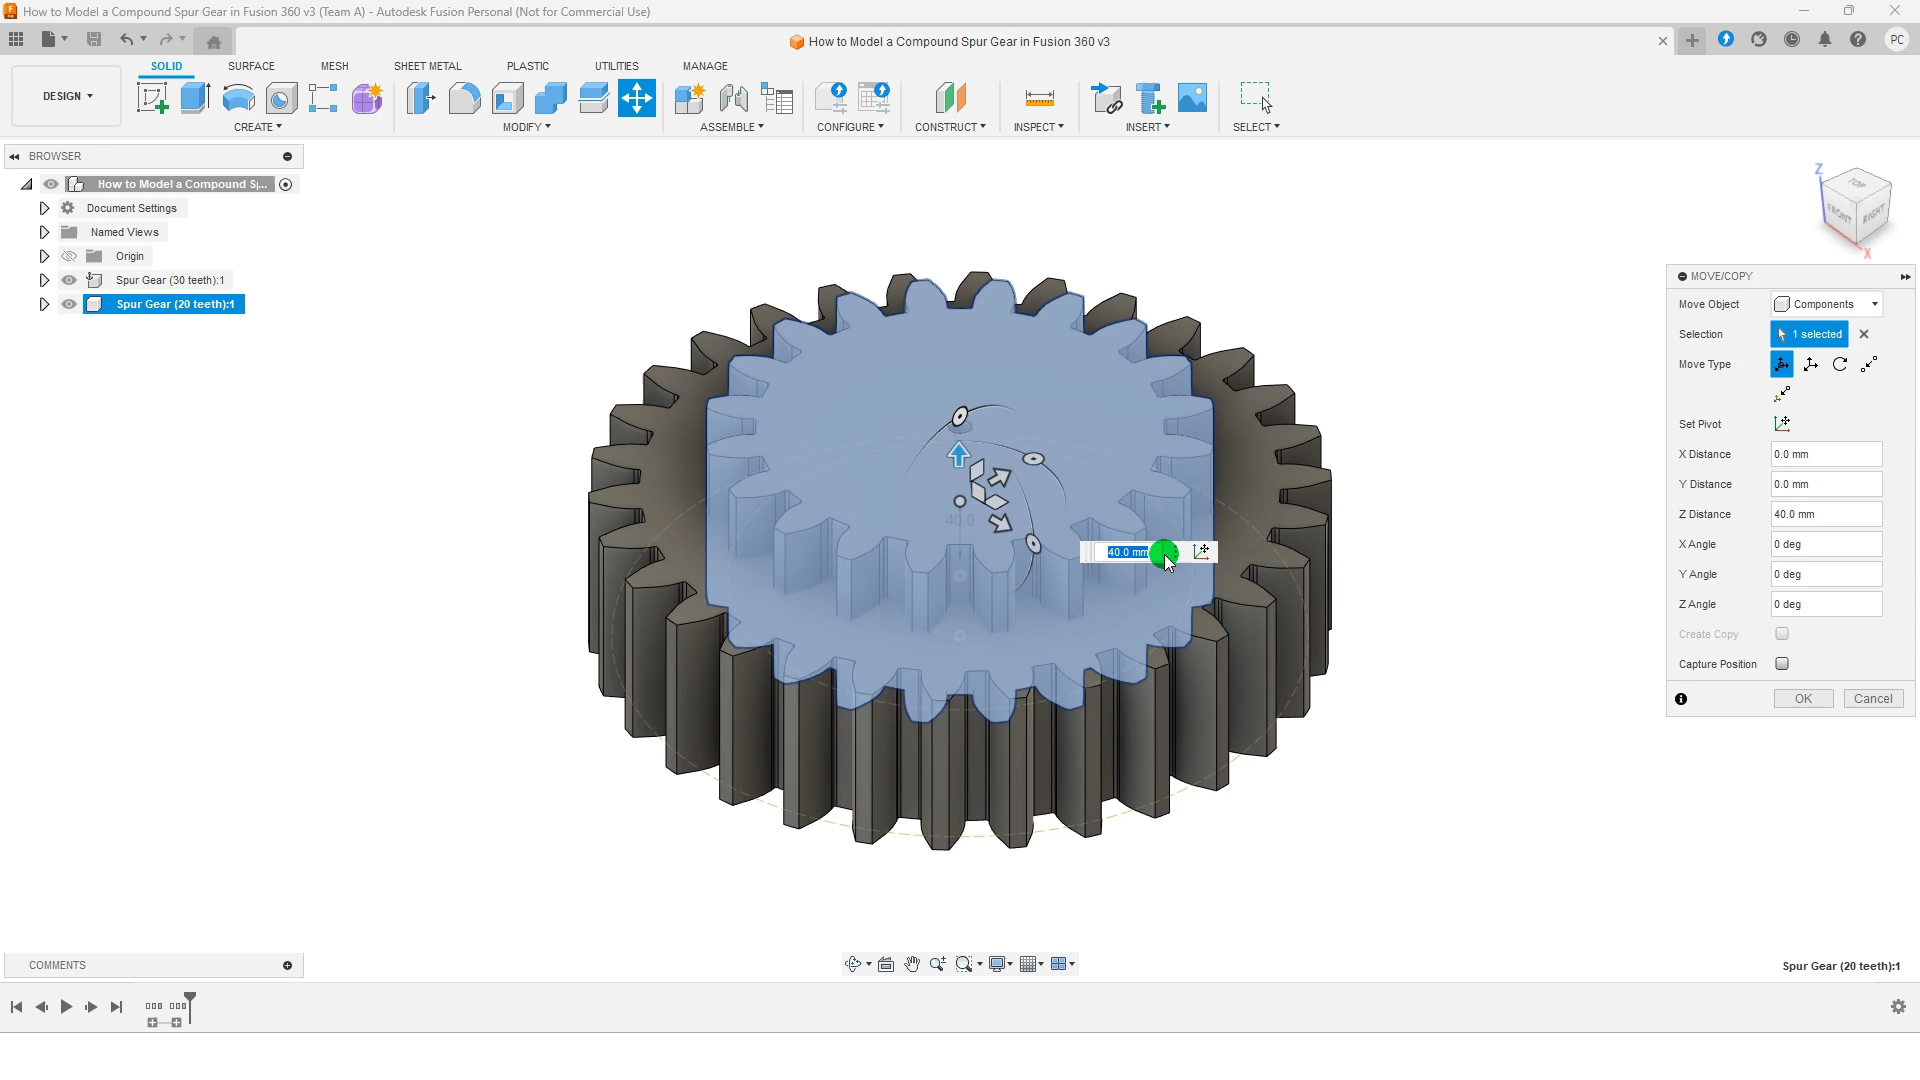 How to Model a Compound Spur Gear in Fusion 360 v3 (Team A) - Autodesk Fusion Personal (Not for Commercial Use)
How to Model a Compound Spur Gear in Fusion 360 v3
PC
DESIGN
SOLID SURFACE MESH SHEET METAL PLASTIC UTILITIES MANAGE
CREATE MODIFY ASSEMBLE CONFIGURE CONSTRUCT INSPECT INSERT SELECT
BROWSER
How to Model a Compound S...
Document Settings
Named Views
Origin
Spur Gear (30 teeth):1
Spur Gear (20 teeth):1
Z
TOP
FRONT
RIGHT
X
MOVE/COPY
Move Object Components
Selection 1 selected
Move Type
Set Pivot
X Distance 0.0 mm
Y Distance 0.0 mm
Z Distance 40.0 mm
X Angle 0 deg
Y Angle 0 deg
Z Angle 0 deg
Create Copy
Capture Position
OK Cancel
40.0
40.0 mm
COMMENTS
Spur Gear (20 teeth):1